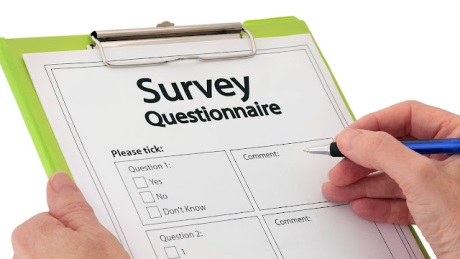 Survey
Questionnaire
Please tick:
Question 1:
Yes
No
Don't Know
Comment:
Question 2:
1
Comment: